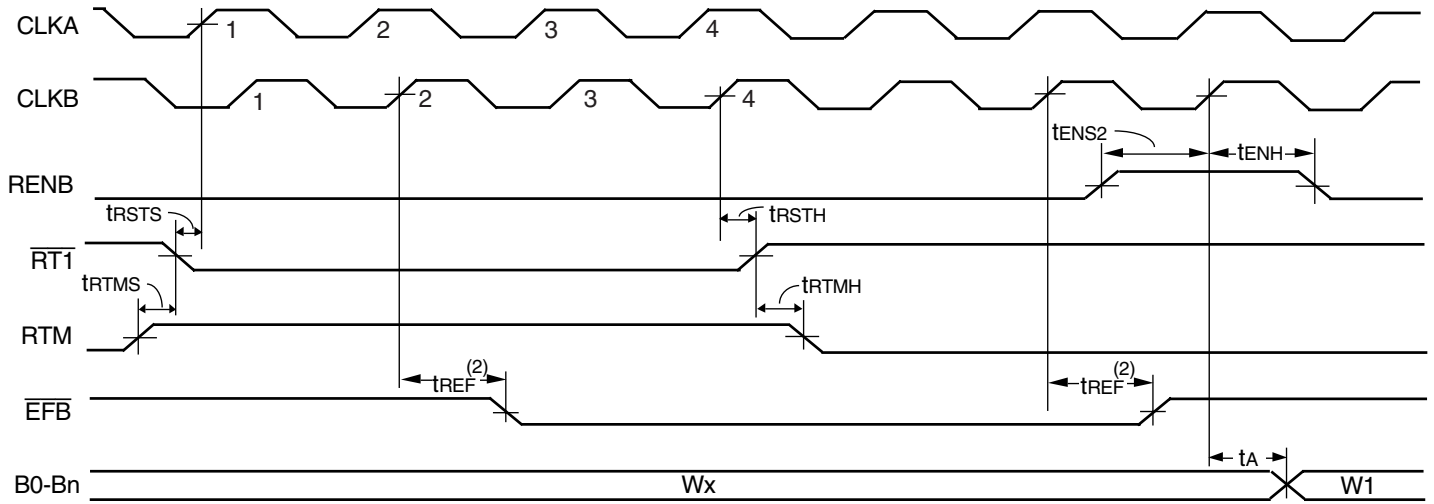 CLKA 1 2 3 4
CLKB 1 2 3 4
tENS2 tENH
RENB
tRSTS tRSTH
RT1
tRTMS tRTMH
RTM
tREF(2) tREF(2)
EFB
tA
B0-Bn Wx W1